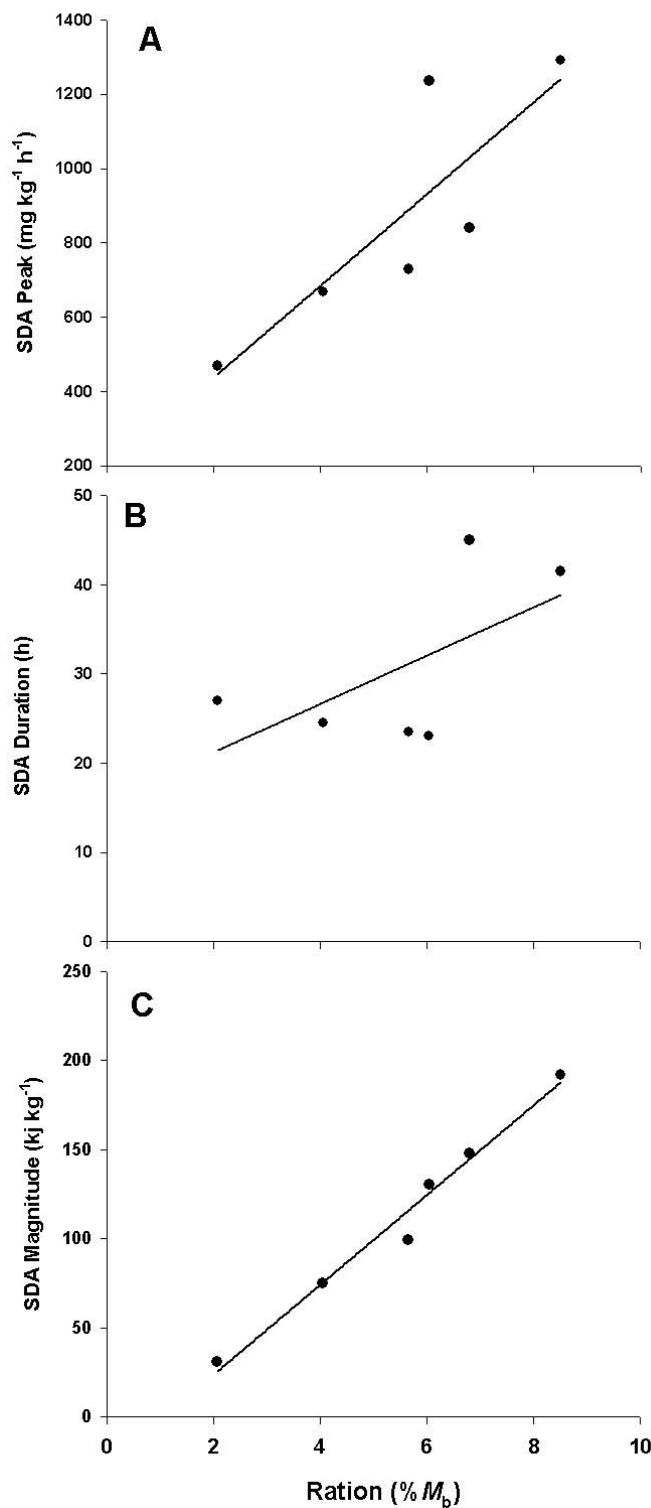 A
1400
1200
1000
800
600
400
200
SDA Peak (mg kg⁻¹ h⁻¹)
B
50
40
30
20
10
0
SDA Duration (h)
C
250
200
150
100
50
0
SDA Magnitude (kj kg⁻¹)
0 2 4 6 8 10
Ration (% M_b)